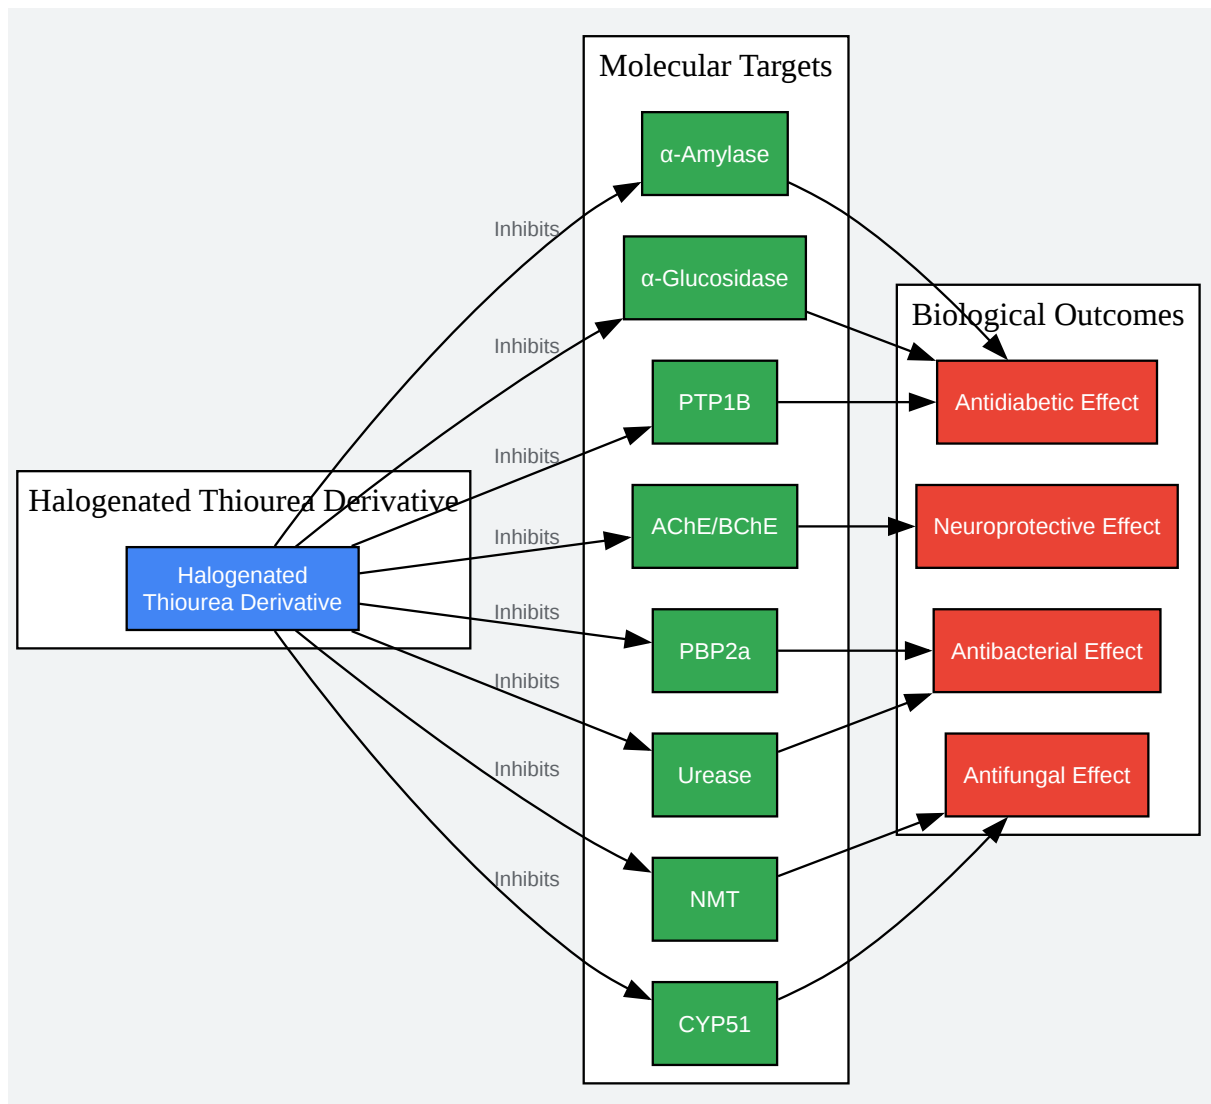 Molecular Targets
α-Amylase
Inhibits
α-Glucosidase
Biological Outcomes
Inhibits
PTP1B
Antidiabetic Effect
Inhibits
Halogenated Thiourea Derivative
AChE/BChE
Neuroprotective Effect
Inhibits
Halogenated
Thiourea Derivative
Inhibits
PBP2a
Antibacterial Effect
Inhibits
Urease
Antifungal Effect
Inhibits
NMT
Inhibits
CYP51